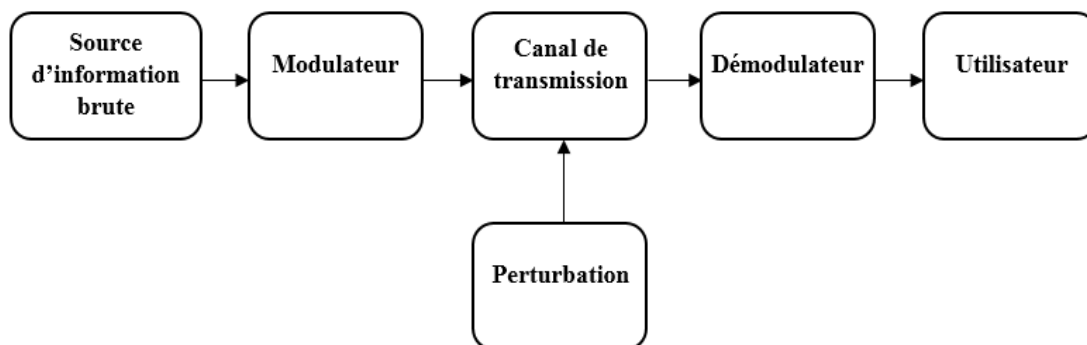 Source
d’information
brute
Modulateur
Canal de
transmission
Démodulateur
Utilisateur
Perturbation